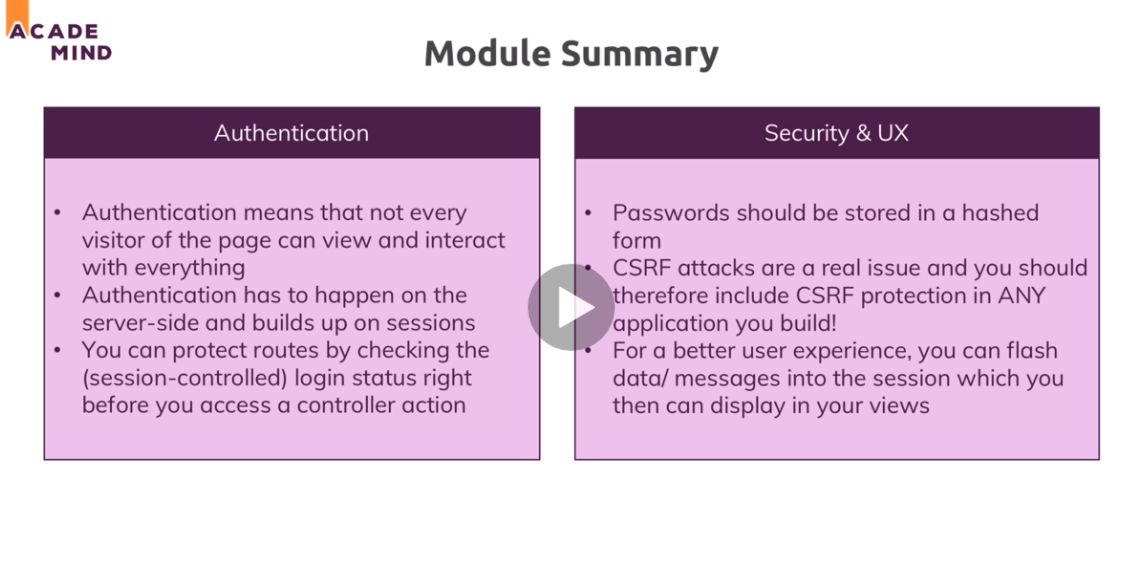 ACADE
MIND
Module Summary
Authentication
• Authentication means that not every
visitor of the page can view and interact
with everything
• Authentication has to happen on the
server-side and builds up on sessions
• You can protect routes by checking the
(session-controlled) login status right
before you access a controller action
Security & UX
• Passwords should be stored in a hashed
form
• CSRF attacks are a real issue and you should
therefore include CSRF protection in ANY
application you build!
• For a better user experience, you can flash
data/ messages into the session which you
then can display in your views